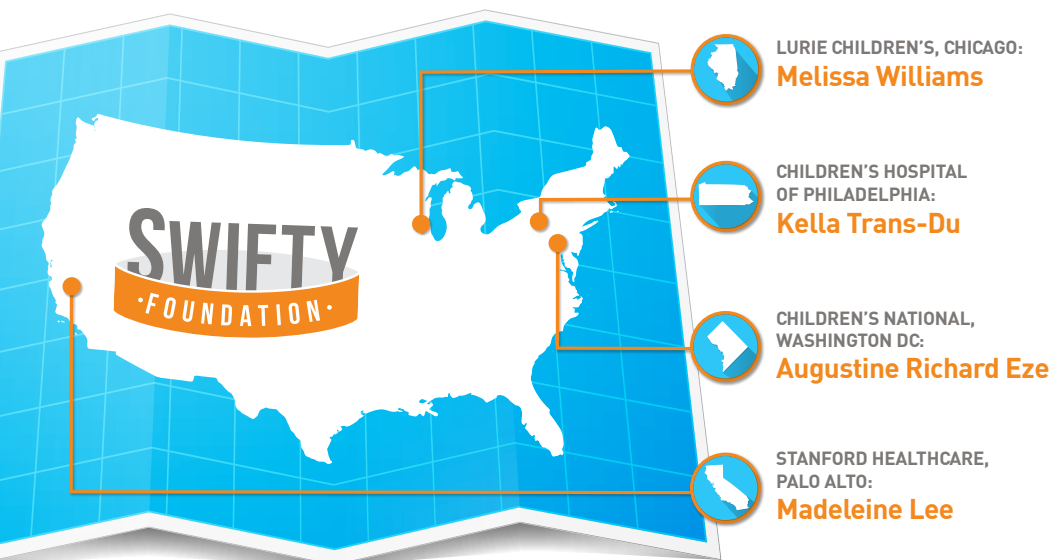 SWIFTY
·FOUNDATION·
LURIE CHILDREN'S, CHICAGO:
Melissa Williams
CHILDREN'S HOSPITAL
OF PHILADELPHIA:
Kella Trans-Du
CHILDREN'S NATIONAL,
WASHINGTON DC:
Augustine Richard Eze
STANFORD HEALTHCARE,
PALO ALTO:
Madeleine Lee